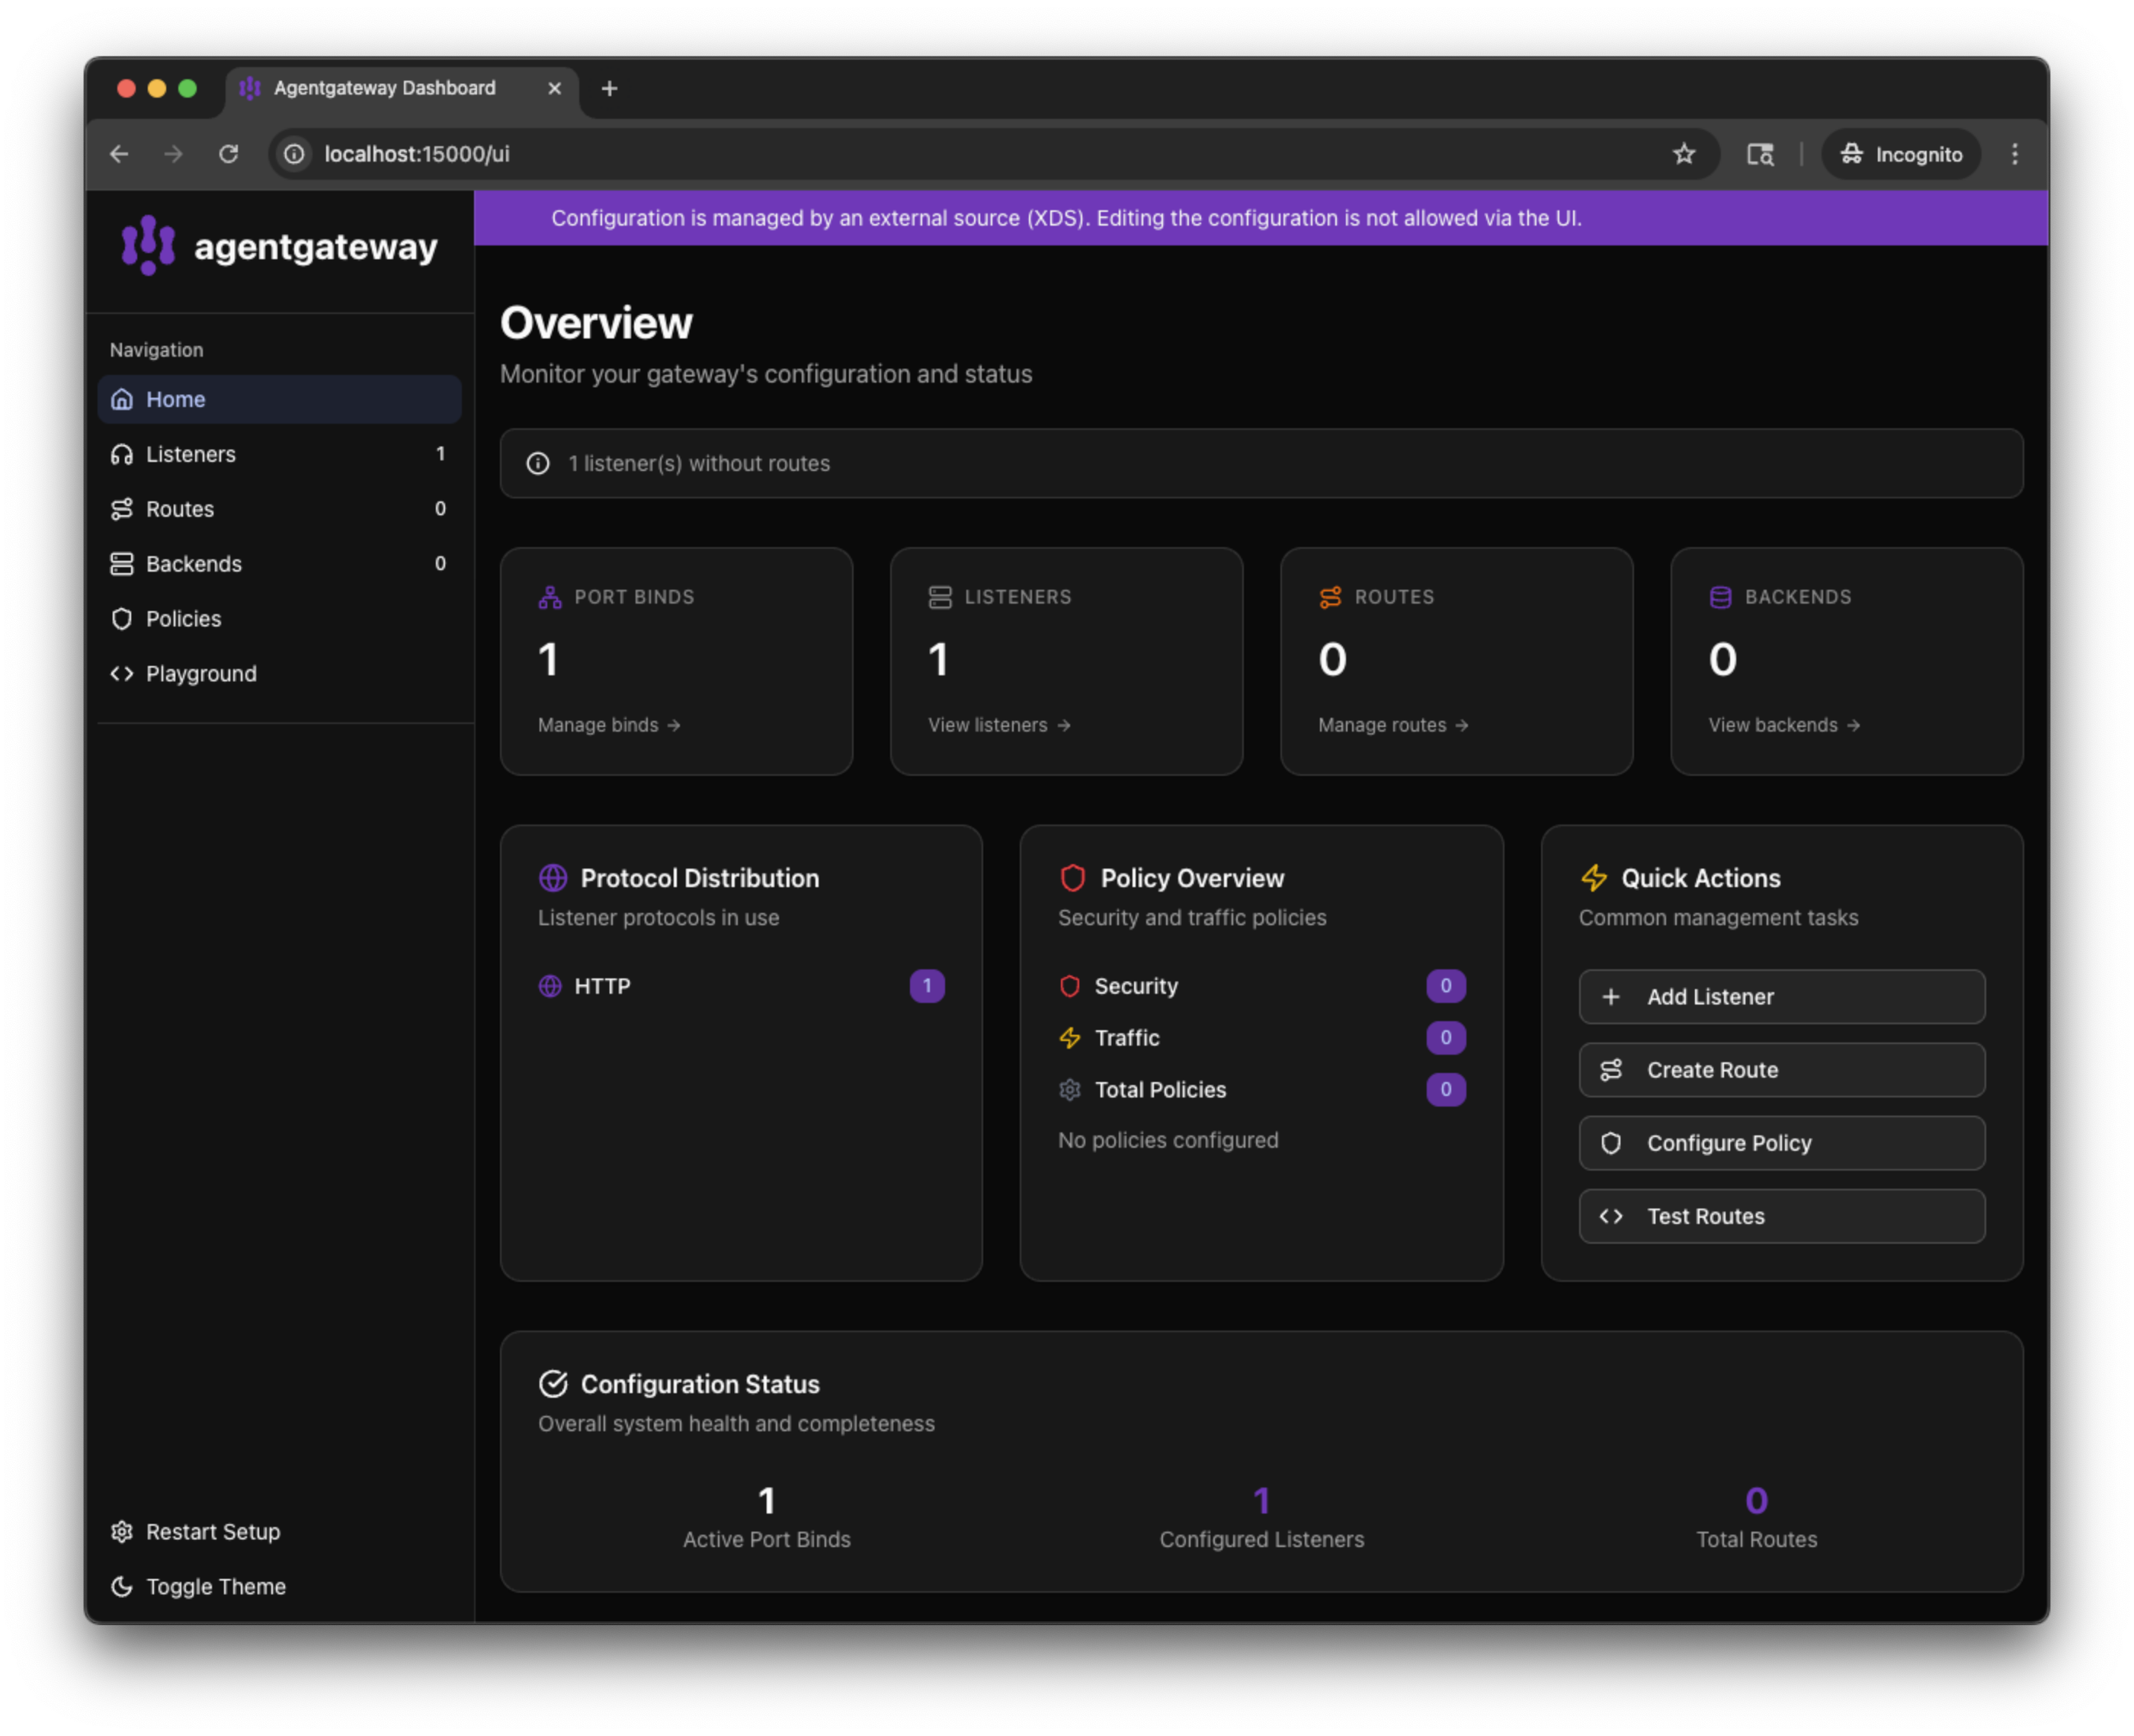 Agentgateway Dashboard
localhost:15000/ui
Incognito
agentgateway
Navigation
Home
Listeners 1
Routes 0
Backends 0
Policies
Playground
Restart Setup
Toggle Theme
Configuration is managed by an external source (XDS). Editing the configuration is not allowed via the UI.
Overview
Monitor your gateway's configuration and status
1 listener(s) without routes
PORT BINDS
1
Manage binds →
LISTENERS
1
View listeners →
ROUTES
0
Manage routes →
BACKENDS
0
View backends →
Protocol Distribution
Listener protocols in use
HTTP 1
Policy Overview
Security and traffic policies
Security 0
Traffic 0
Total Policies 0
No policies configured
Quick Actions
Common management tasks
Add Listener
Create Route
Configure Policy
Test Routes
Configuration Status
Overall system health and completeness
1
Active Port Binds
1
Configured Listeners
0
Total Routes